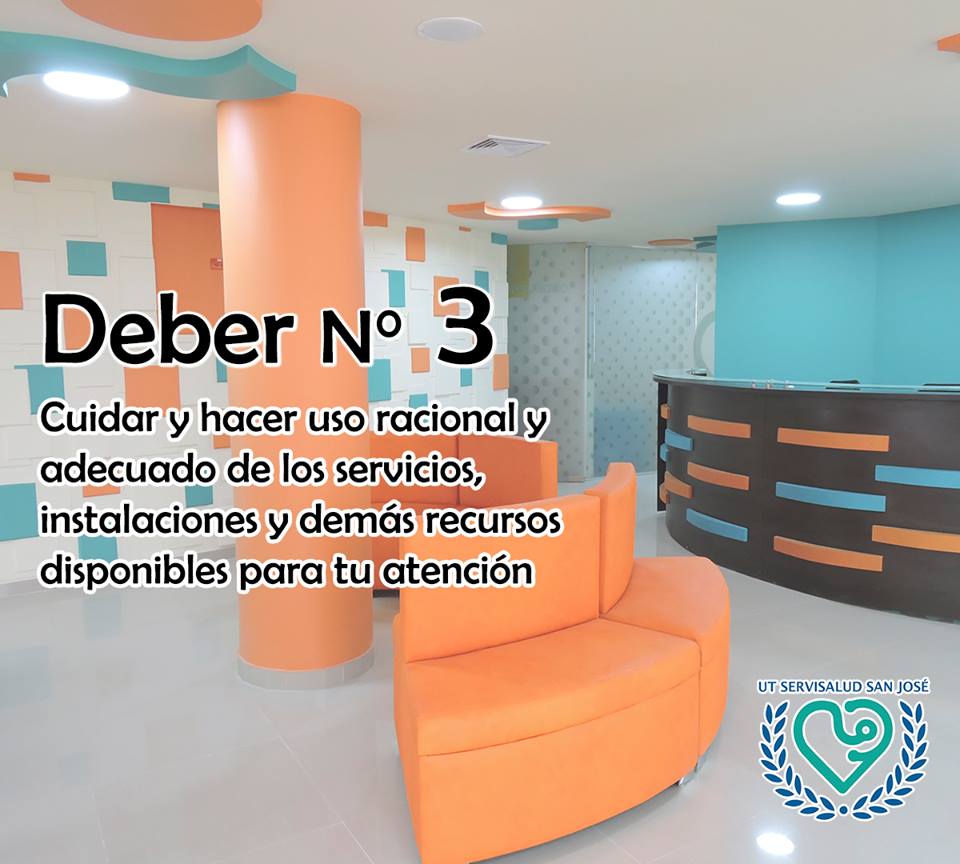 Deber Nº 3
Cuidar y hacer uso racional y
adecuado de los servicios,
instalaciones y demás recursos
disponibles para tu atención
UT SERVISALUD SAN JOSÉ